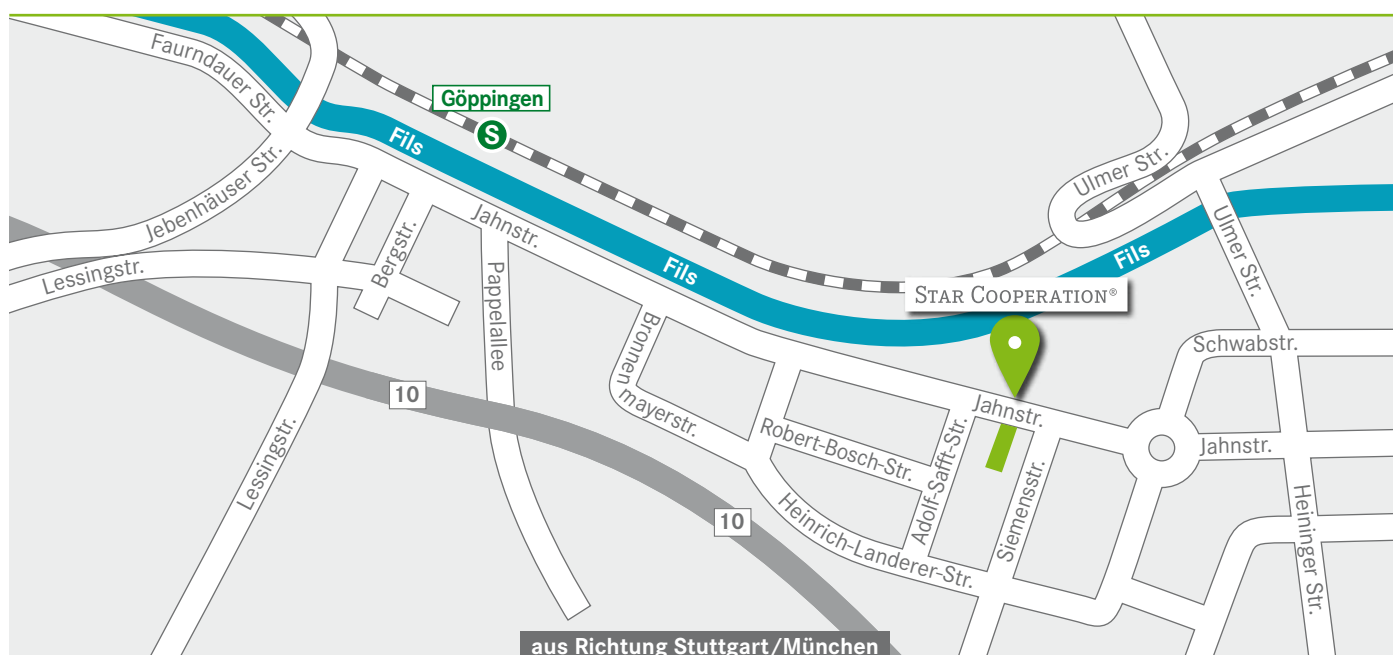 Faurndauer Str.
Göppingen
S
Fils
Ulmer Str.
Jebenhäuser Str.
Jahnstr.
Ulmer Str.
Lessingstr.
Bergstr.
Pappelallee
Fils
Fils
STAR COOPERATION®
Bronnen
mayerstr.
Schwabstr.
10
Jahnstr.
Robert-Bosch-Str.
Adolf-Safft-Str.
Jahnstr.
Lessingstr.
10
Heinrich-Landerer-Str.
Siemensstr.
Heininger Str.
aus Richtung Stuttgart/München